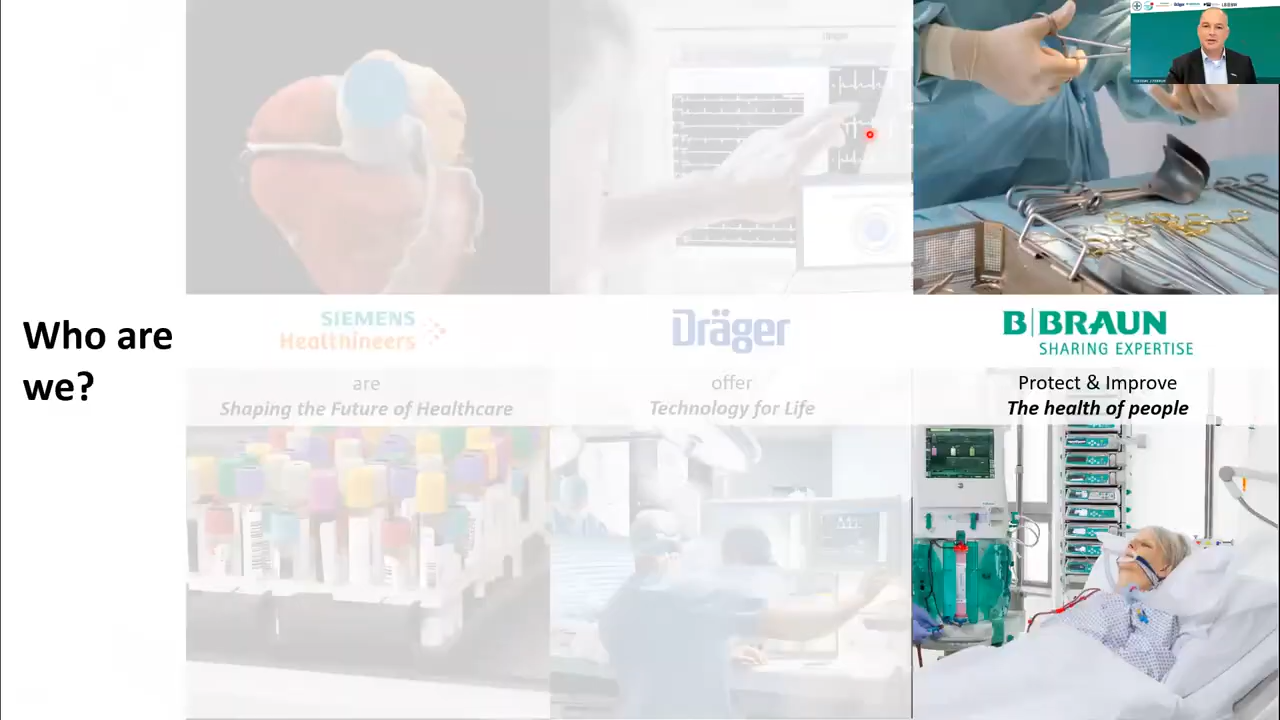 Who are
we?
SIEMENS
Healthineers
are
Shaping the Future of Healthcare
Dräger
offer
Technology for Life
B|BRAUN
SHARING EXPERTISE
Protect & Improve
The health of people